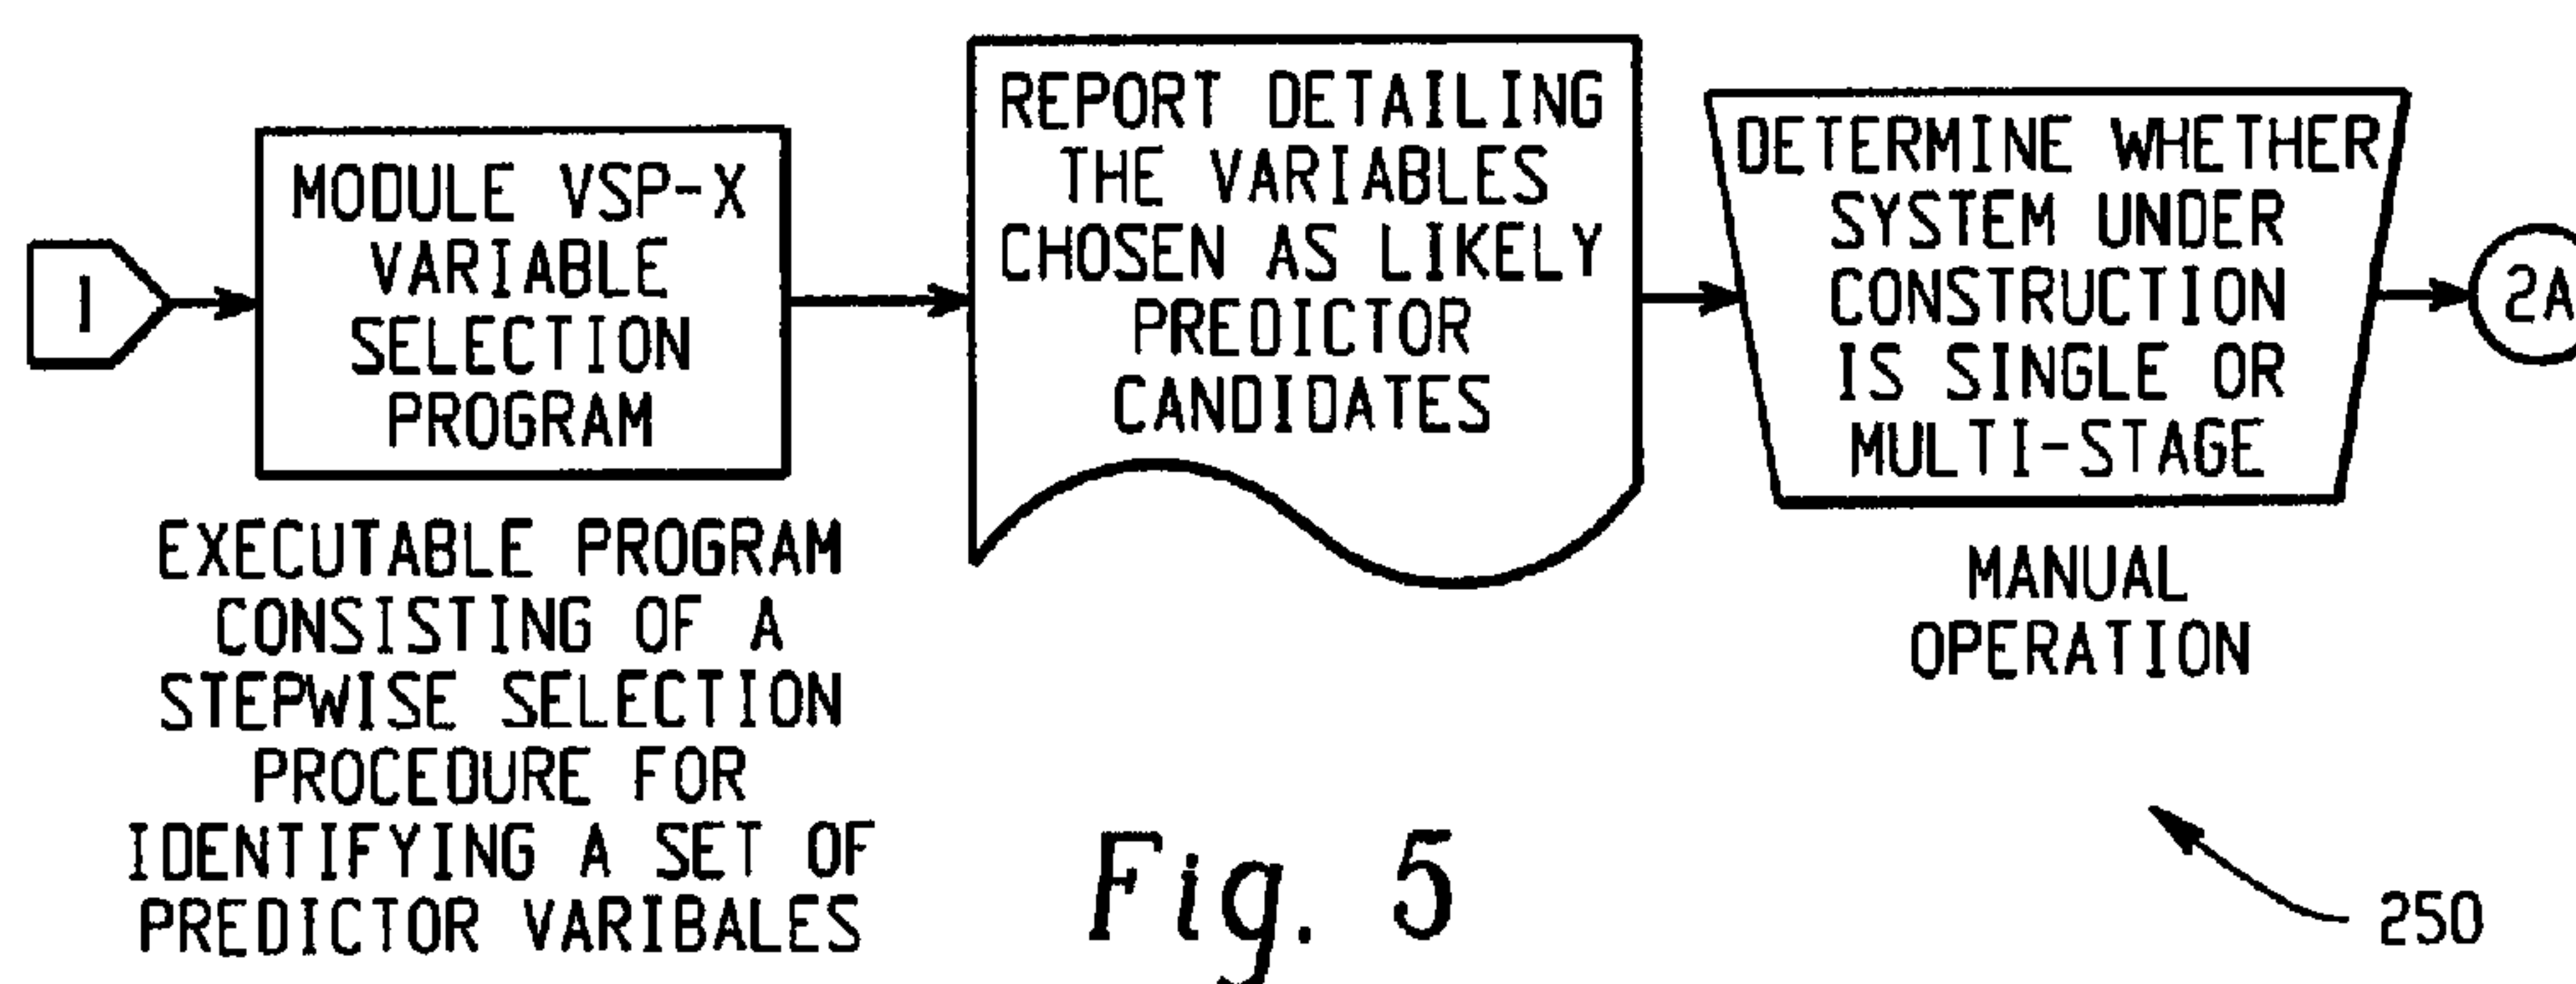 1
MODULE VSP-X
VARIABLE
SELECTION
PROGRAM
EXECUTABLE PROGRAM
CONSISTING OF A
STEPWISE SELECTION
PROCEDURE FOR
IDENTIFYING A SET OF
PREDICTOR VARIBALES
REPORT DETAILING
THE VARIABLES
CHOSEN AS LIKELY
PREDICTOR
CANDIDATES
DETERMINE WHETHER
SYSTEM UNDER
CONSTRUCTION
IS SINGLE OR
MULTI-STAGE
MANUAL
OPERATION
2A
250
Fig. 5